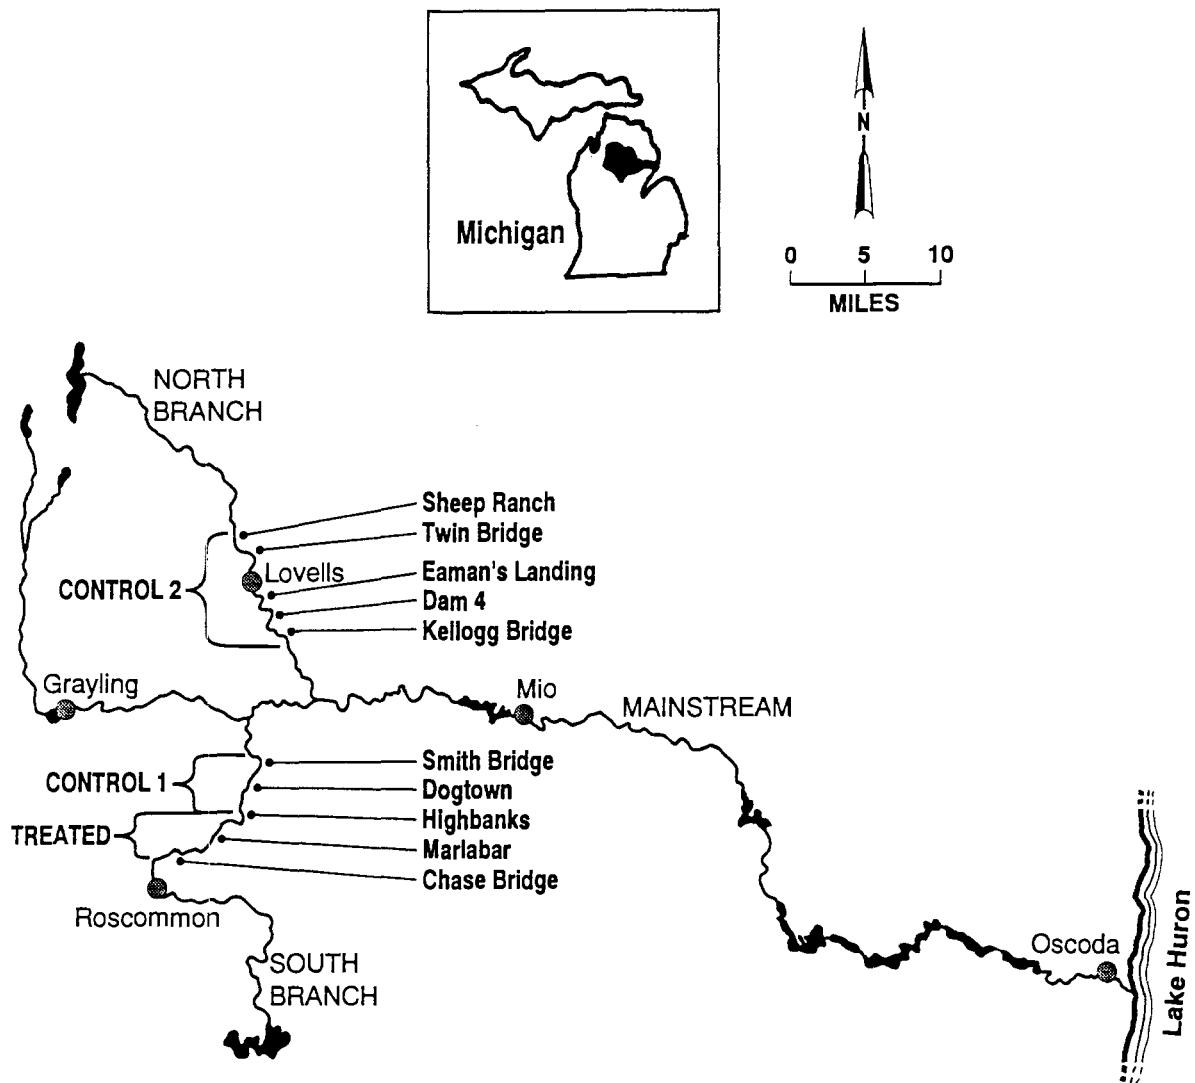 Michigan
N
0 5 10
MILES
NORTH
BRANCH
Sheep Ranch
Twin Bridge
Lovells
Eaman's Landing
CONTROL 2
Dam 4
Kellogg Bridge
Grayling
Mio
MAINSTREAM
Smith Bridge
CONTROL 1
Dogtown
Highbanks
TREATED
Marlabar
Chase Bridge
Roscommon
SOUTH
BRANCH
Oscoda
Lake Huron